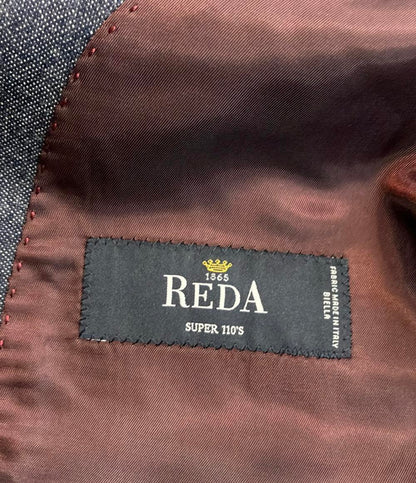 1865
REDA
SUPER 110'S
FABRIC MADE IN ITALY
BIELLA